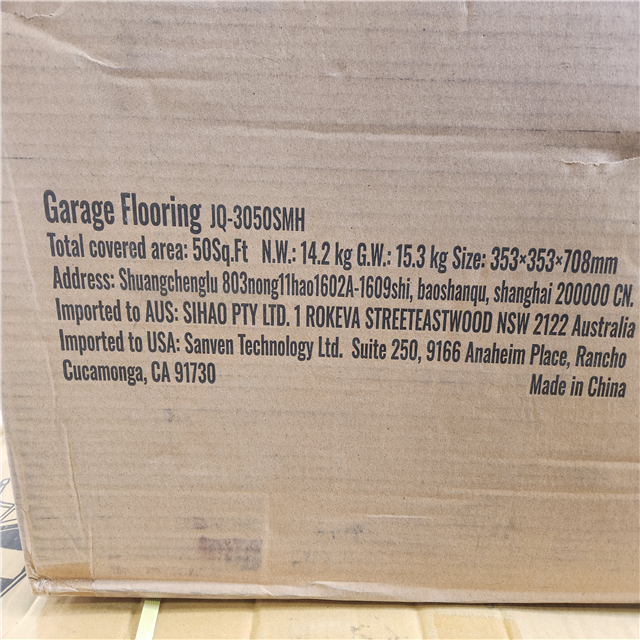 Garage Flooring JQ-3050SMH
Total covered area: 50Sq.Ft N.W.: 14.2 kg G.W.: 15.3 kg Size: 353×353×708mm
Address: Shuangchenglu 803nong11hao1602A-1609shi, baoshanqu, shanghai 200000 CN.
Imported to AUS: SIHAO PTY LTD. 1 ROKEVA STREETEASTWOOD NSW 2122 Australia
Imported to USA: Sanven Technology Ltd. Suite 250, 9166 Anaheim Place, Rancho
Cucamonga, CA 91730
Made in China